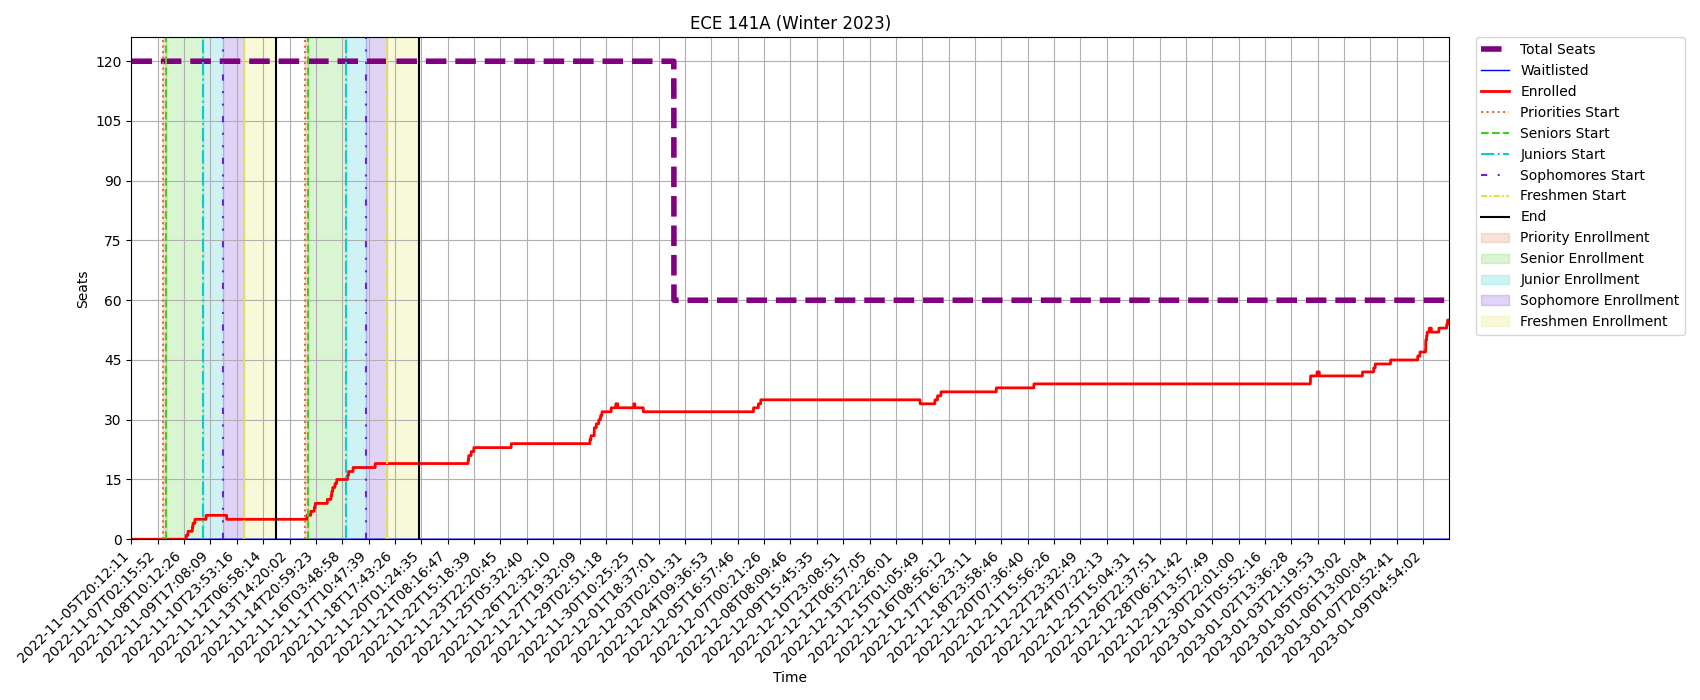 ECE 141A (Winter 2023)
120
105
90
75
60
45
30
15
0
Seats
2022-11-05T20:12:11
2022-11-07T02:15:52
2022-11-08T10:12:26
2022-11-09T17:08:09
2022-11-10T23:53:16
2022-11-12T06:58:14
2022-11-13T14:20:02
2022-11-14T20:59:23
2022-11-16T03:48:58
2022-11-17T10:47:39
2022-11-18T17:43:26
2022-11-20T01:24:35
2022-11-21T08:16:47
2022-11-22T15:18:39
2022-11-23T22:20:45
2022-11-25T05:32:40
2022-11-26T12:32:10
2022-11-27T19:32:09
2022-11-29T02:51:18
2022-11-30T10:25:25
2022-12-01T18:37:01
2022-12-03T02:01:31
2022-12-04T09:36:53
2022-12-05T16:57:46
2022-12-07T00:21:26
2022-12-08T08:09:46
2022-12-09T15:45:35
2022-12-10T23:08:51
2022-12-12T06:57:05
2022-12-13T22:26:01
2022-12-15T01:05:49
2022-12-16T08:56:12
2022-12-17T16:23:11
2022-12-18T23:58:46
2022-12-20T07:36:40
2022-12-21T15:56:26
2022-12-22T23:32:49
2022-12-24T07:22:13
2022-12-25T15:04:31
2022-12-26T22:37:51
2022-12-28T06:21:42
2022-12-29T13:57:49
2022-12-30T22:01:00
2023-01-01T05:52:16
2023-01-02T13:36:28
2023-01-03T21:19:53
2023-01-05T05:13:02
2023-01-06T13:00:04
2023-01-07T20:52:41
2023-01-09T04:54:02
Time
Total Seats
Waitlisted
Enrolled
Priorities Start
Seniors Start
Juniors Start
Sophomores Start
Freshmen Start
End
Priority Enrollment
Senior Enrollment
Junior Enrollment
Sophomore Enrollment
Freshmen Enrollment